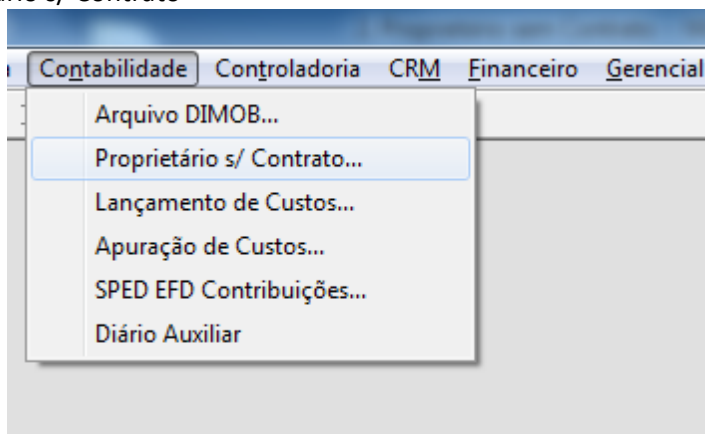 Contabilidade Controladoria CRM Financeiro Gerencial
Arquivo DIMOB...
Proprietário s/ Contrato...
Lançamento de Custos...
Apuração de Custos...
SPED EFD Contribuições...
Diário Auxiliar